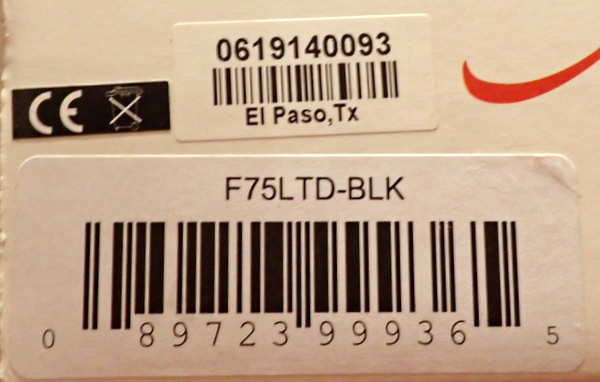 0619140093
El Paso,Tx
CE
F75LTD-BLK
0 89723 99936 5